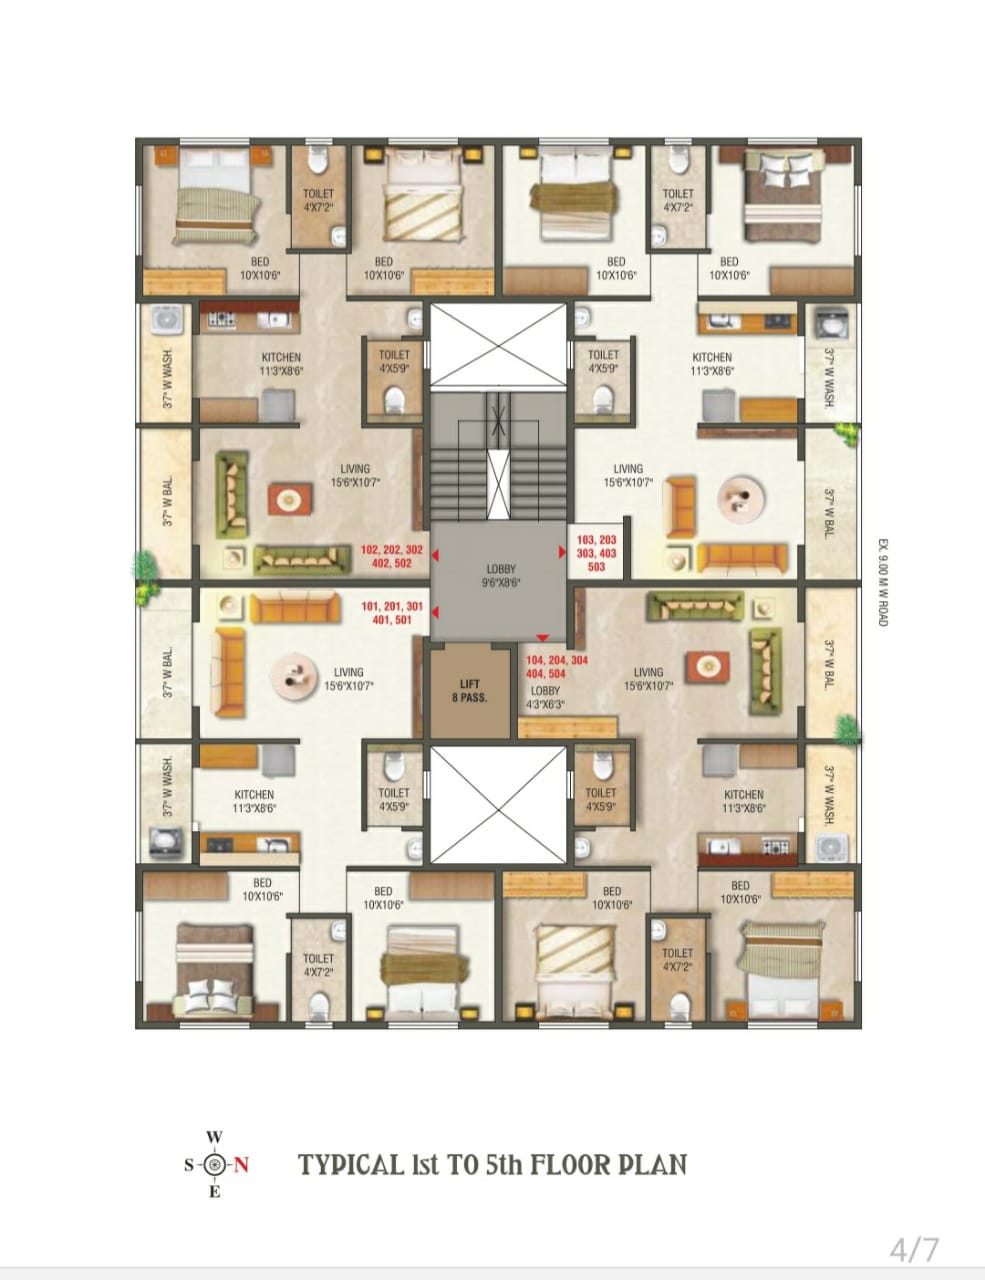 TOILET
4'X7'2"
TOILET
4'X7'2"
BED
10'X10'6"
BED
10'X10'6"
BED
10'X10'6"
BED
10'X10'6"
3'7" W WASH.
KITCHEN
11'3"X8'6"
TOILET
4'X5'9"
TOILET
4'X5'9"
KITCHEN
11'3"X8'6"
3'7" W WASH.
3'7" W BAL.
LIVING
15'6"X10'7"
LIVING
15'6"X10'7"
3'7" W BAL
102, 202, 302
402, 502
103, 203
303, 403
503
LOBBY
9'6"X8'6"
EX. 9.00 M W ROAD
101, 201, 301
401, 501
3'7" W BAL.
LIVING
15'6"X10'7"
LIFT
8 PASS.
104, 204, 304
404, 504
LOBBY
4'3"X6'3"
LIVING
15'6"X10'7"
3'7" W BAL.
3'7" W WASH.
KITCHEN
11'3"X8'6"
TOILET
4'X5'9"
TOILET
4'X5'9"
KITCHEN
11'3"X8'6"
3'7" W WASH.
BED
10'X10'6"
BED
10'X10'6"
BED
10'X10'6"
BED
10'X10'6"
TOILET
4'X7'2"
TOILET
4'X7'2"
W
S N
E
TYPICAL 1st TO 5th FLOOR PLAN
4/7